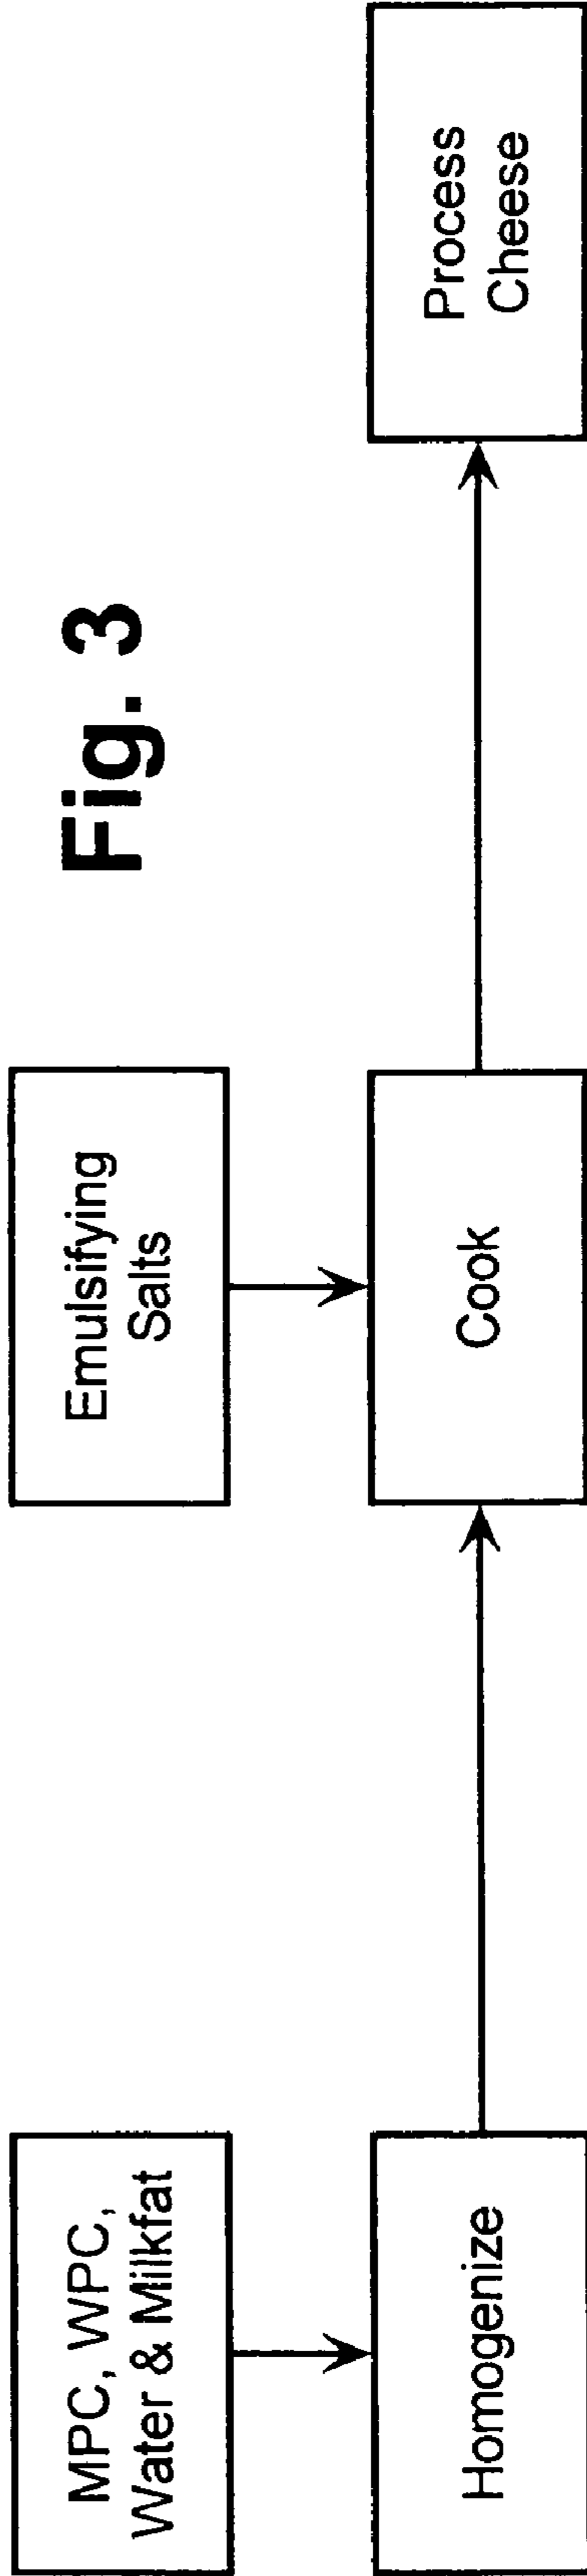 Fig. 3
MPC, WPC,
Water & Milkfat
Emulsifying
Salts
Homogenize
Cook
Process
Cheese